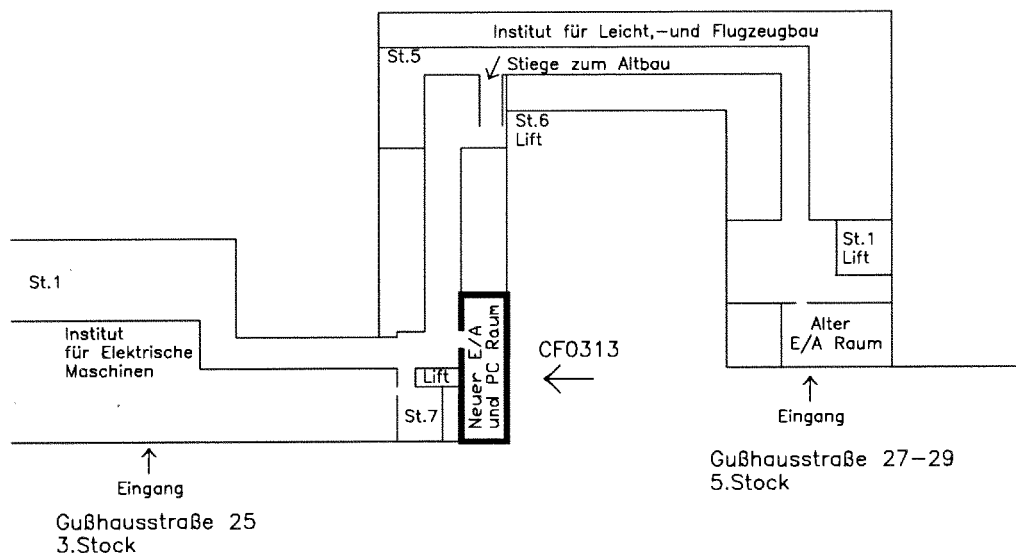 Institut für Leicht,-und Flugzeugbau
St.5
Stiege zum Altbau
St.6
Lift
St.1
Lift
St.1
Institut
für Elektrische
Maschinen
Neuer E/A
und PC Raum
CF0313
Alter
E/A Raum
Lift
St.7
Eingang
Gußhausstraße 27-29
5.Stock
Eingang
Gußhausstraße 25
3.Stock